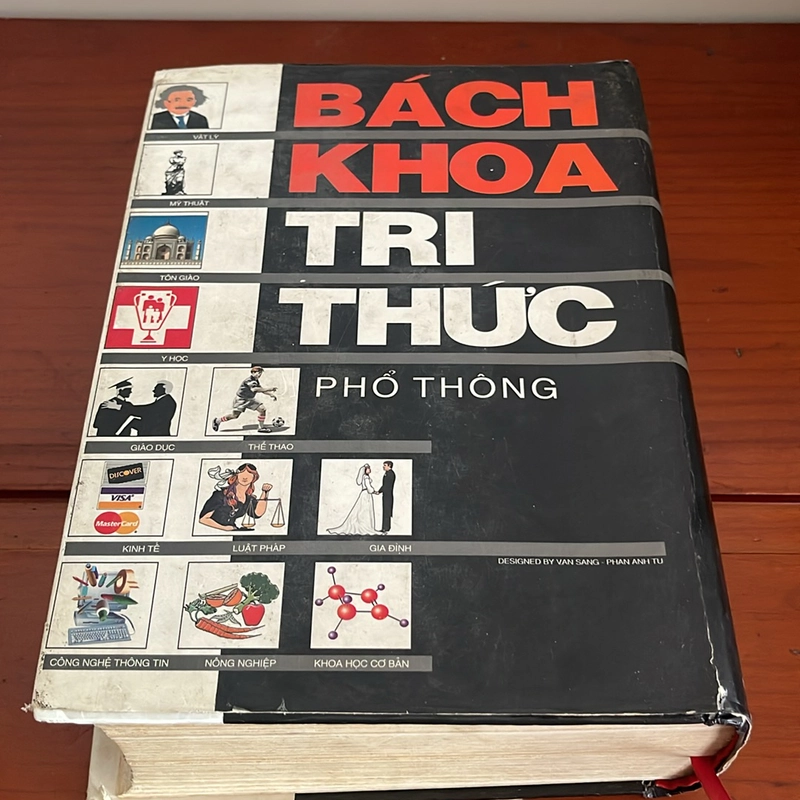 BÁCH
KHOA
TRI
THỨC
PHỔ THÔNG
VẬT LÝ
MỸ THUẬT
TÔN GIÁO
Y HỌC
GIÁO DỤC
THỂ THAO
DISCOVER
VISA
MasterCard
KINH TẾ
LUẬT PHÁP
GIA ĐÌNH
DESIGNED BY VAN SANG - PHAN ANH TU
CÔNG NGHỆ THÔNG TIN
NÔNG NGHIỆP
KHOA HỌC CƠ BẢN